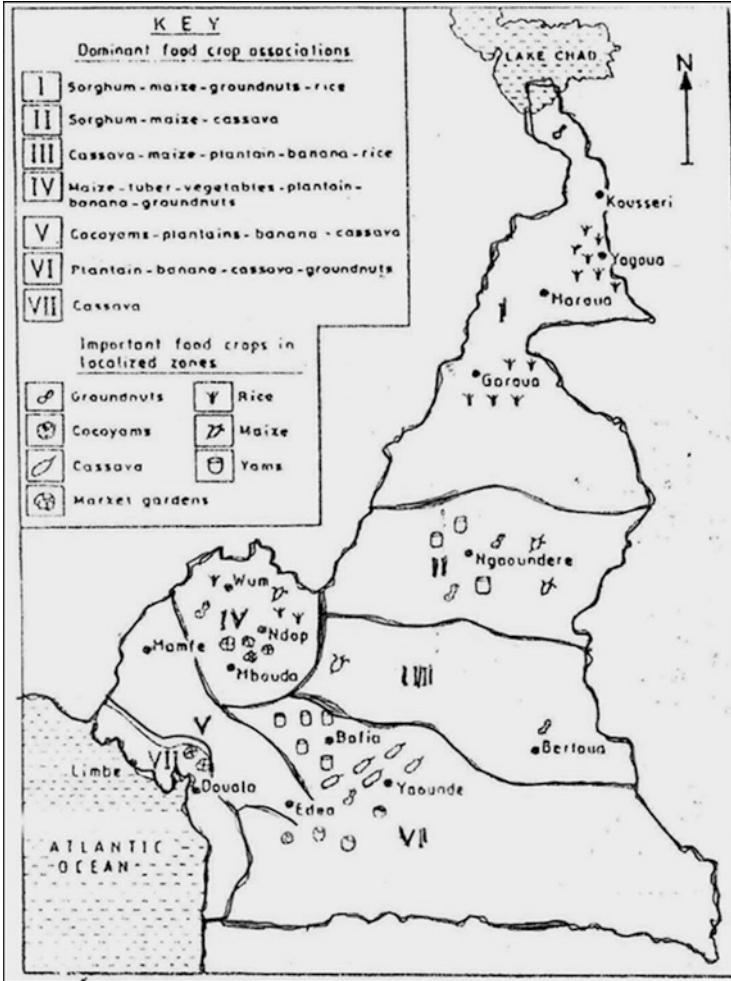 KEY
Dominant food crop associations
I Sorghum-maize-groundnuts-rice
II Sorghum-maize-cassava
III Cassava-maize-plantain-banana-rice
IV Maize-tuber-vegetables-plantain-
banana-groundnuts
V Cocoyams-plantains-banana-cassava
VI Plantain-banana-cassava-groundnuts
VII Cassava
Important food crops in
localized zones
Groundnuts
Rice
Cocoyams
Maize
Cassava
Yams
Market gardens
LAKE CHAD
N
Kousseri
Yagoua
Maroua
I
Garoua
Ngaoundere
II
Wum
IV
Ndop
Mamfe
Mbouda
V
VII
Limbe
Douala
Bafia
Bertoua
Yaounde
Edea
VI
ATLANTIC
OCEAN